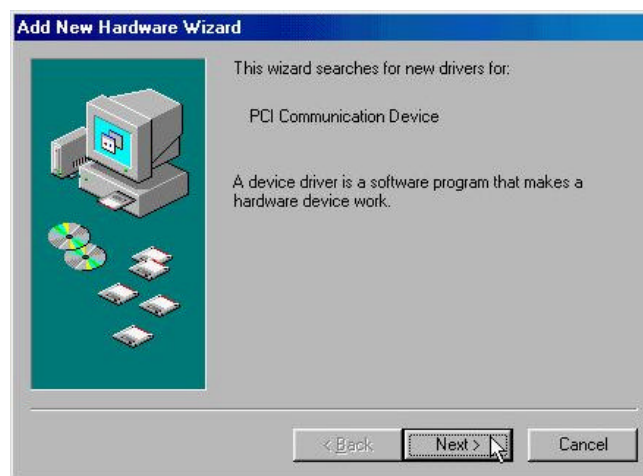 Add New Hardware Wizard
This wizard searches for new drivers for:
PCI Communication Device
A device driver is a software program that makes a
hardware device work.
< Back
Next >
Cancel